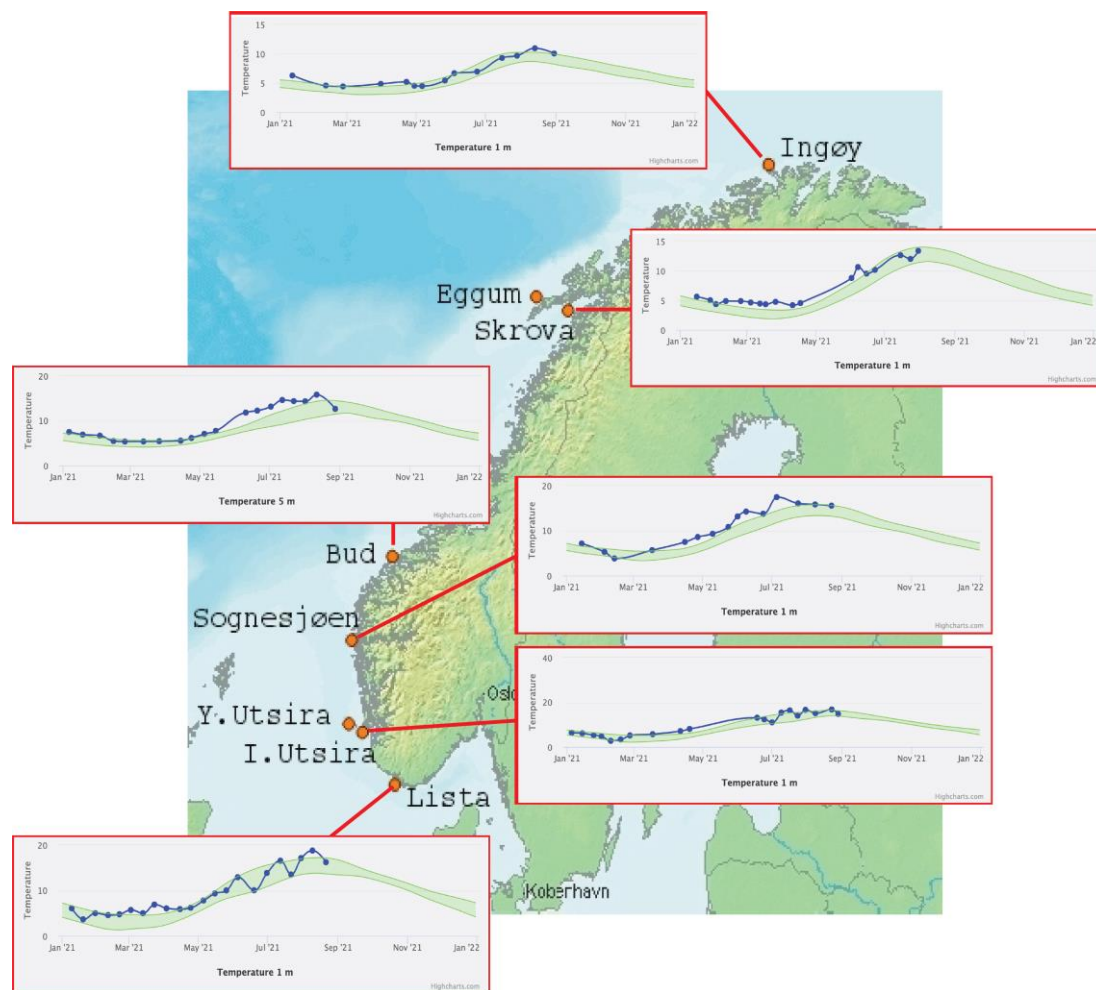 15
10
5
0
Temperature
Jan '21
Mar '21
May '21
Jul '21
Sep '21
Nov '21
Jan '22
Temperature 1 m
Highcharts.com
Ingøy
15
10
5
0
Temperature
Jan '21
Mar '21
May '21
Jul '21
Sep '21
Nov '21
Jan '22
Temperature 1 m
Highcharts.com
Eggum
Skrova
20
10
0
Temperature
Jan '21
Mar '21
May '21
Jul '21
Sep '21
Nov '21
Jan '22
Temperature 5 m
Highcharts.com
20
10
0
Temperature
Jan '21
Mar '21
May '21
Jul '21
Sep '21
Nov '21
Jan '22
Temperature 1 m
Highcharts.com
Bud
Sognesjøen
40
20
0
Temperature
Jan '21
Mar '21
May '21
Jul '21
Sep '21
Nov '21
Jan '22
Temperature 1 m
Highcharts.com
Y.Utsira
I.Utsira
Lista
20
10
0
Temperature
Jan '21
Mar '21
May '21
Jul '21
Sep '21
Nov '21
Jan '22
Temperature 1 m
Highcharts.com
København